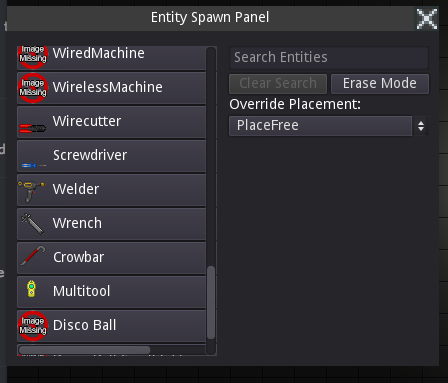 Entity Spawn Panel
Image Missing
WiredMachine
Image Missing
WirelessMachine
Wirecutter
Screwdriver
Welder
Wrench
Crowbar
Multitool
Image Missing
Disco Ball
Search Entities
Clear Search
Erase Mode
Override Placement:
PlaceFree